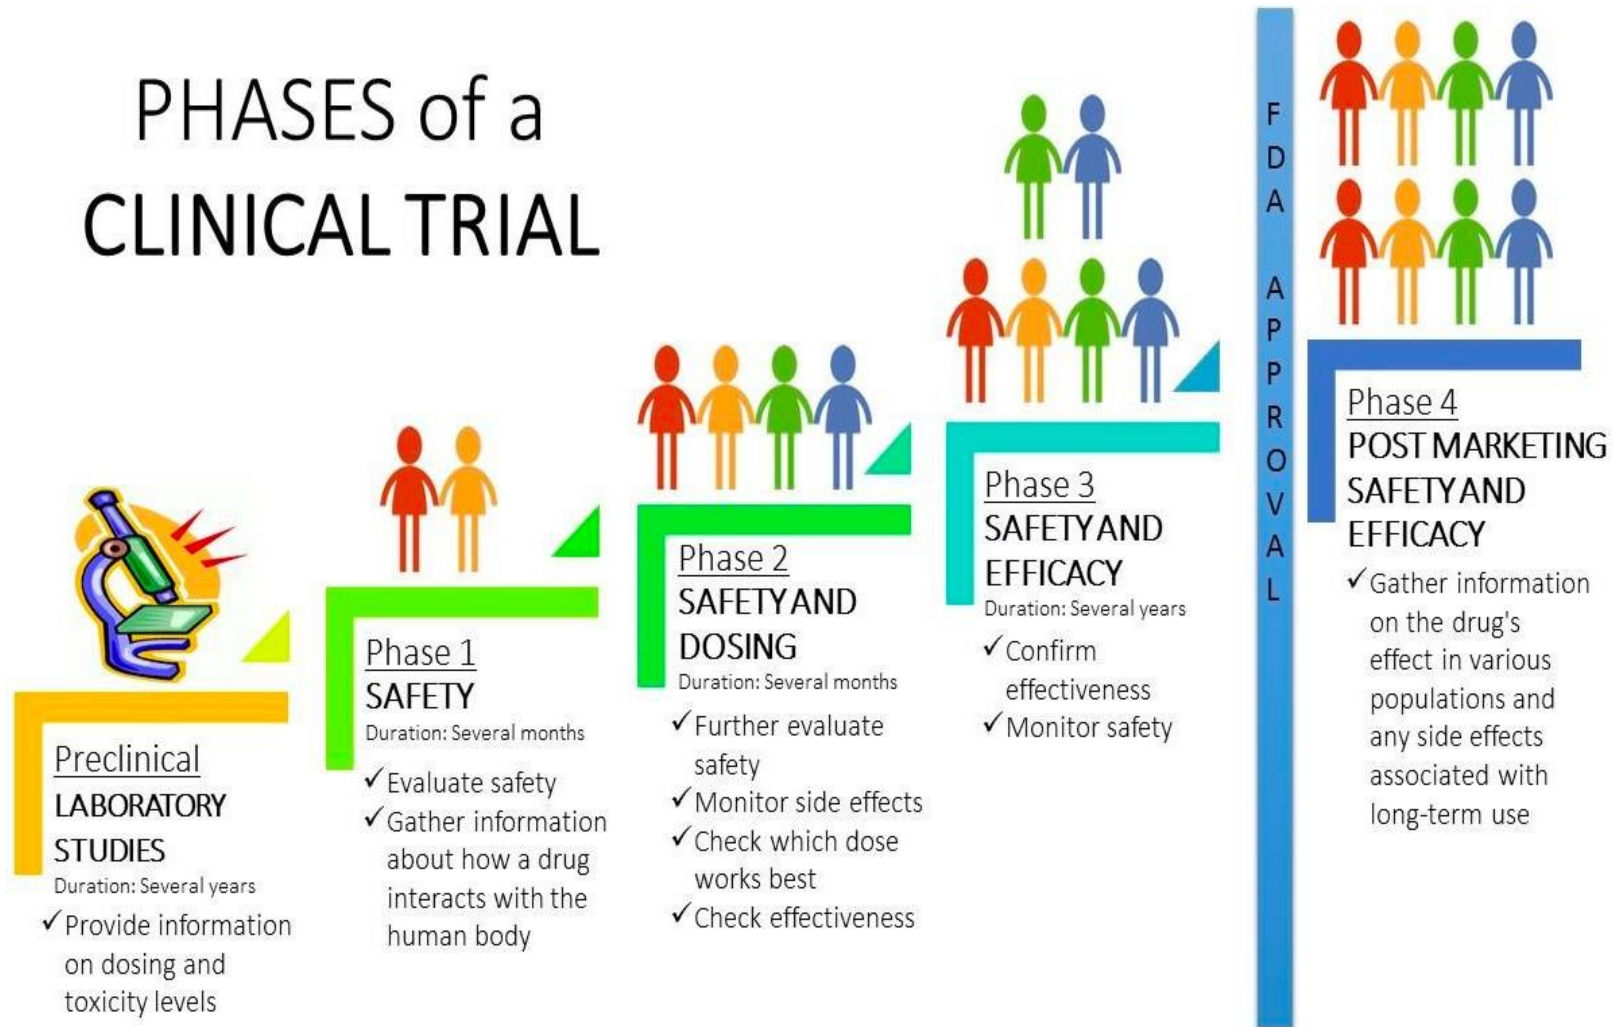 PHASES of a
CLINICAL TRIAL
Preclinical
LABORATORY
STUDIES
Duration: Several years
✓ Provide information
on dosing and
toxicity levels
Phase 1
SAFETY
Duration: Several months
✓ Evaluate safety
✓ Gather information
about how a drug
interacts with the
human body
Phase 2
SAFETY AND
DOSING
Duration: Several months
✓ Further evaluate
safety
✓ Monitor side effects
✓ Check which dose
works best
✓ Check effectiveness
Phase 3
SAFETY AND
EFFICACY
Duration: Several years
✓ Confirm
effectiveness
✓ Monitor safety
FDA APPROVAL
Phase 4
POST MARKETING
SAFETY AND
EFFICACY
✓ Gather information
on the drug's
effect in various
populations and
any side effects
associated with
long-term use